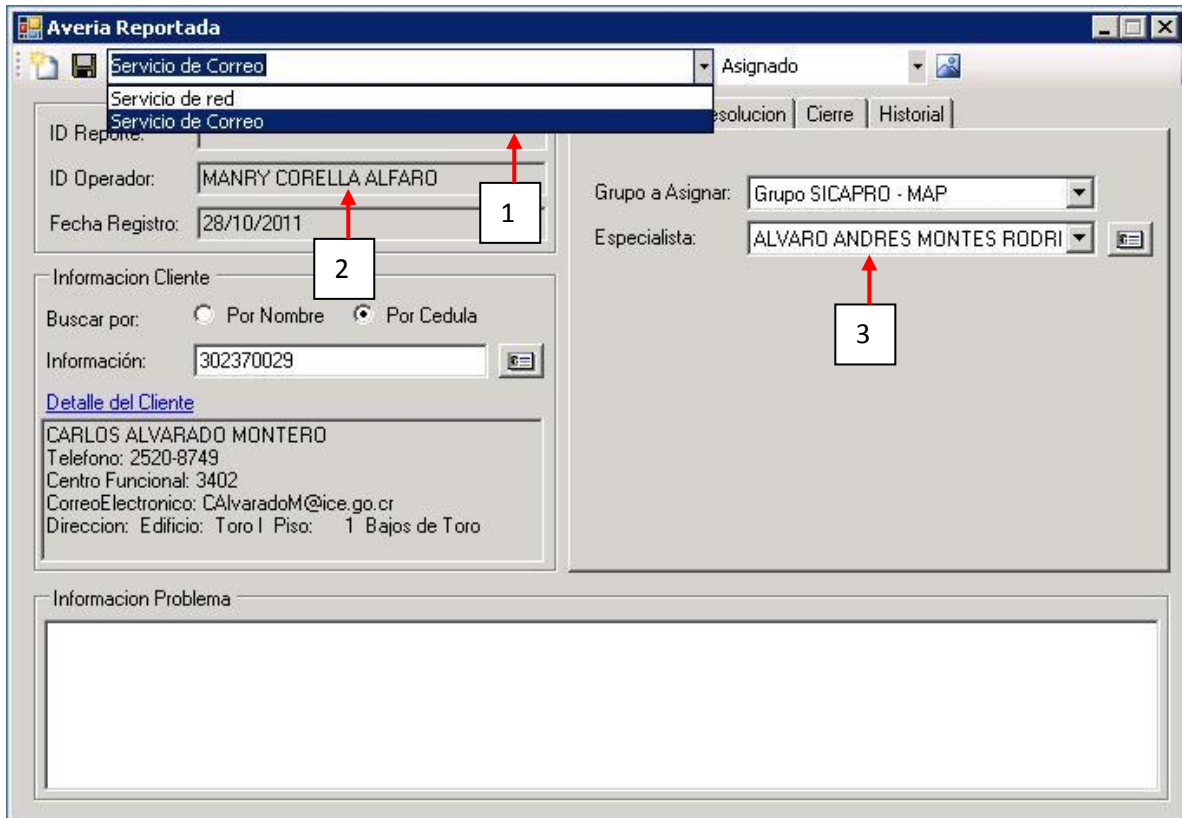 Averia Reportada
Servicio de Correo Asignado
Servicio de red
Servicio de Correo
Cierre Historial
ID Reporte:
ID Operador: MANRY CORELLA ALFARO
Fecha Registro: 28/10/2011
1
2
Grupo a Asignar: Grupo SICAPRO - MAP
Especialista: ALVARO ANDRES MONTES RODRI
3
Informacion Cliente
Buscar por: Por Nombre Por Cedula
Información: 302370029
Detalle del Cliente
CARLOS ALVARADO MONTERO
Telefono: 2520-8749
Centro Funcional: 3402
CorreoElectronico: CAlvaradoM@ice.go.cr
Direccion: Edificio: Toro I Piso: 1 Bajos de Toro
Informacion Problema